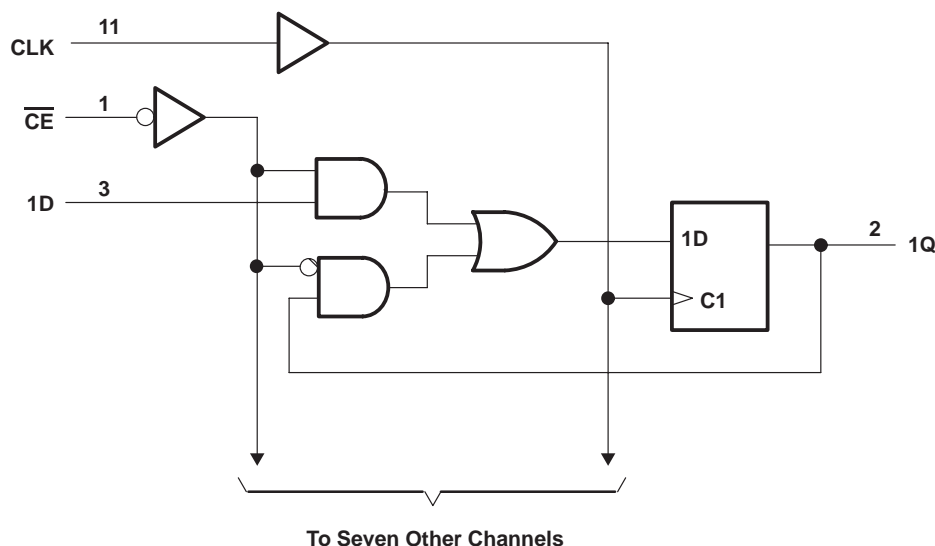 CLK 11
CE 1
1D 3
1D
C1
2 1Q
To Seven Other Channels